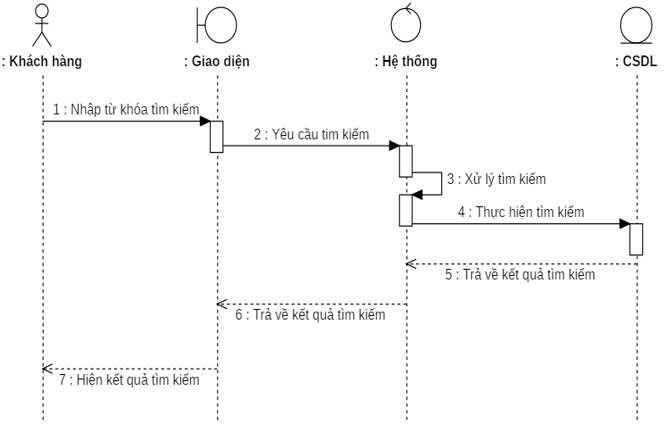 : Khách hàng
: Giao diện
: Hệ thống
: CSDL
1 : Nhập từ khóa tìm kiếm
2 : Yêu cầu tim kiếm
3 : Xử lý tìm kiếm
4 : Thực hiện tìm kiếm
5 : Trả về kết quả tìm kiếm
6 : Trả về kết quả tìm kiếm
7 : Hiện kết quả tìm kiếm